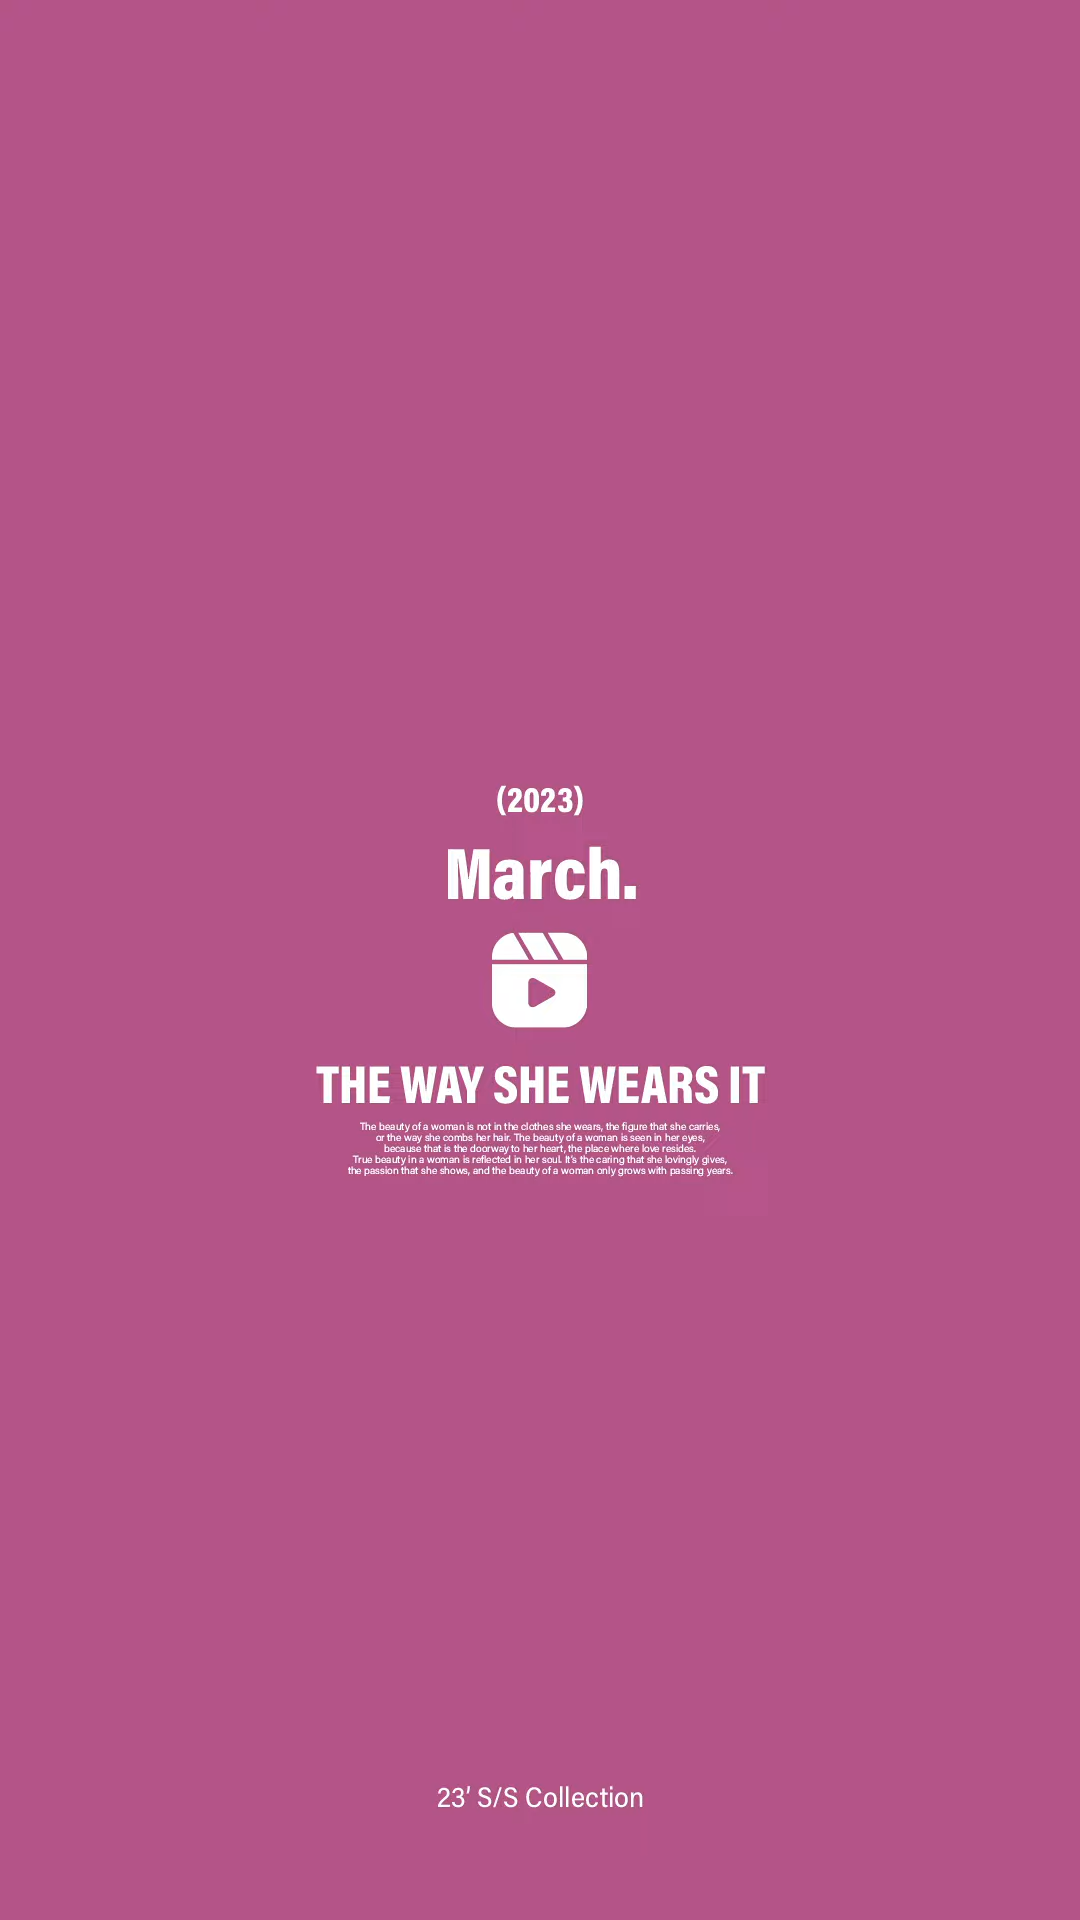 (2023)
March.
THE WAY SHE WEARS IT
The beauty of a woman is not in the clothes she wears, the figure that she carries,
or the way she combs her hair. The beauty of a woman is seen in her eyes,
because that is the doorway to her heart, the place where love resides.
True beauty in a woman is reflected in her soul. It's the caring that she lovingly gives,
the passion that she shows, and the beauty of a woman only grows with passing years.
23’ S/S Collection